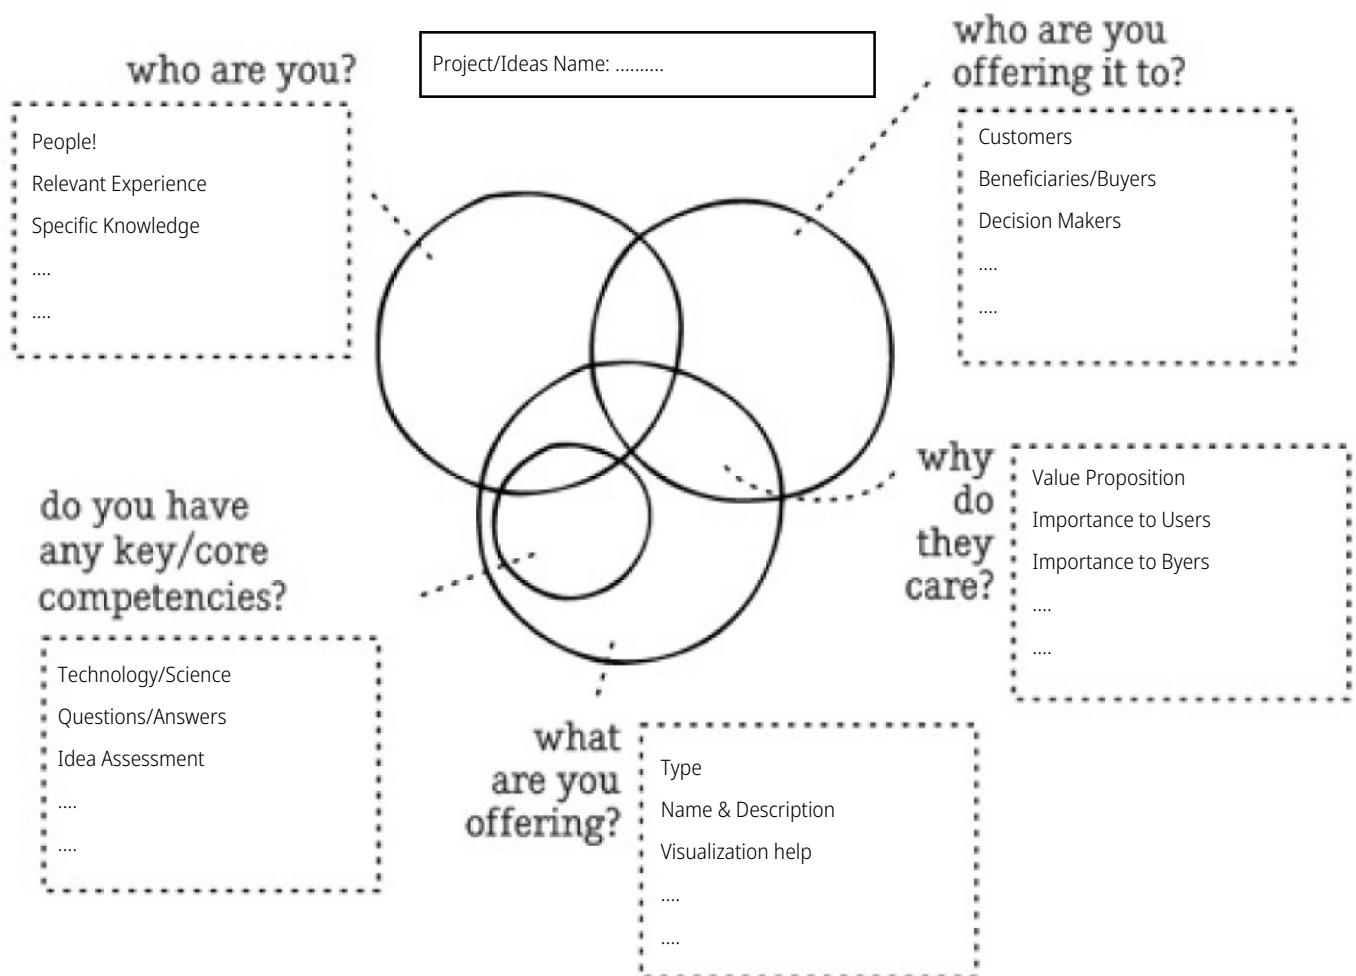 Project/Ideas Name: ..........
who are you?
People!
Relevant Experience
Specific Knowledge
....
....
who are you
offering it to?
Customers
Beneficiaries/Buyers
Decision Makers
....
....
why
do
they
care?
Value Proposition
Importance to Users
Importance to Byers
....
....
do you have
any key/core
competencies?
Technology/Science
Questions/Answers
Idea Assessment
....
....
what
are you
offering?
Type
Name & Description
Visualization help
....
....